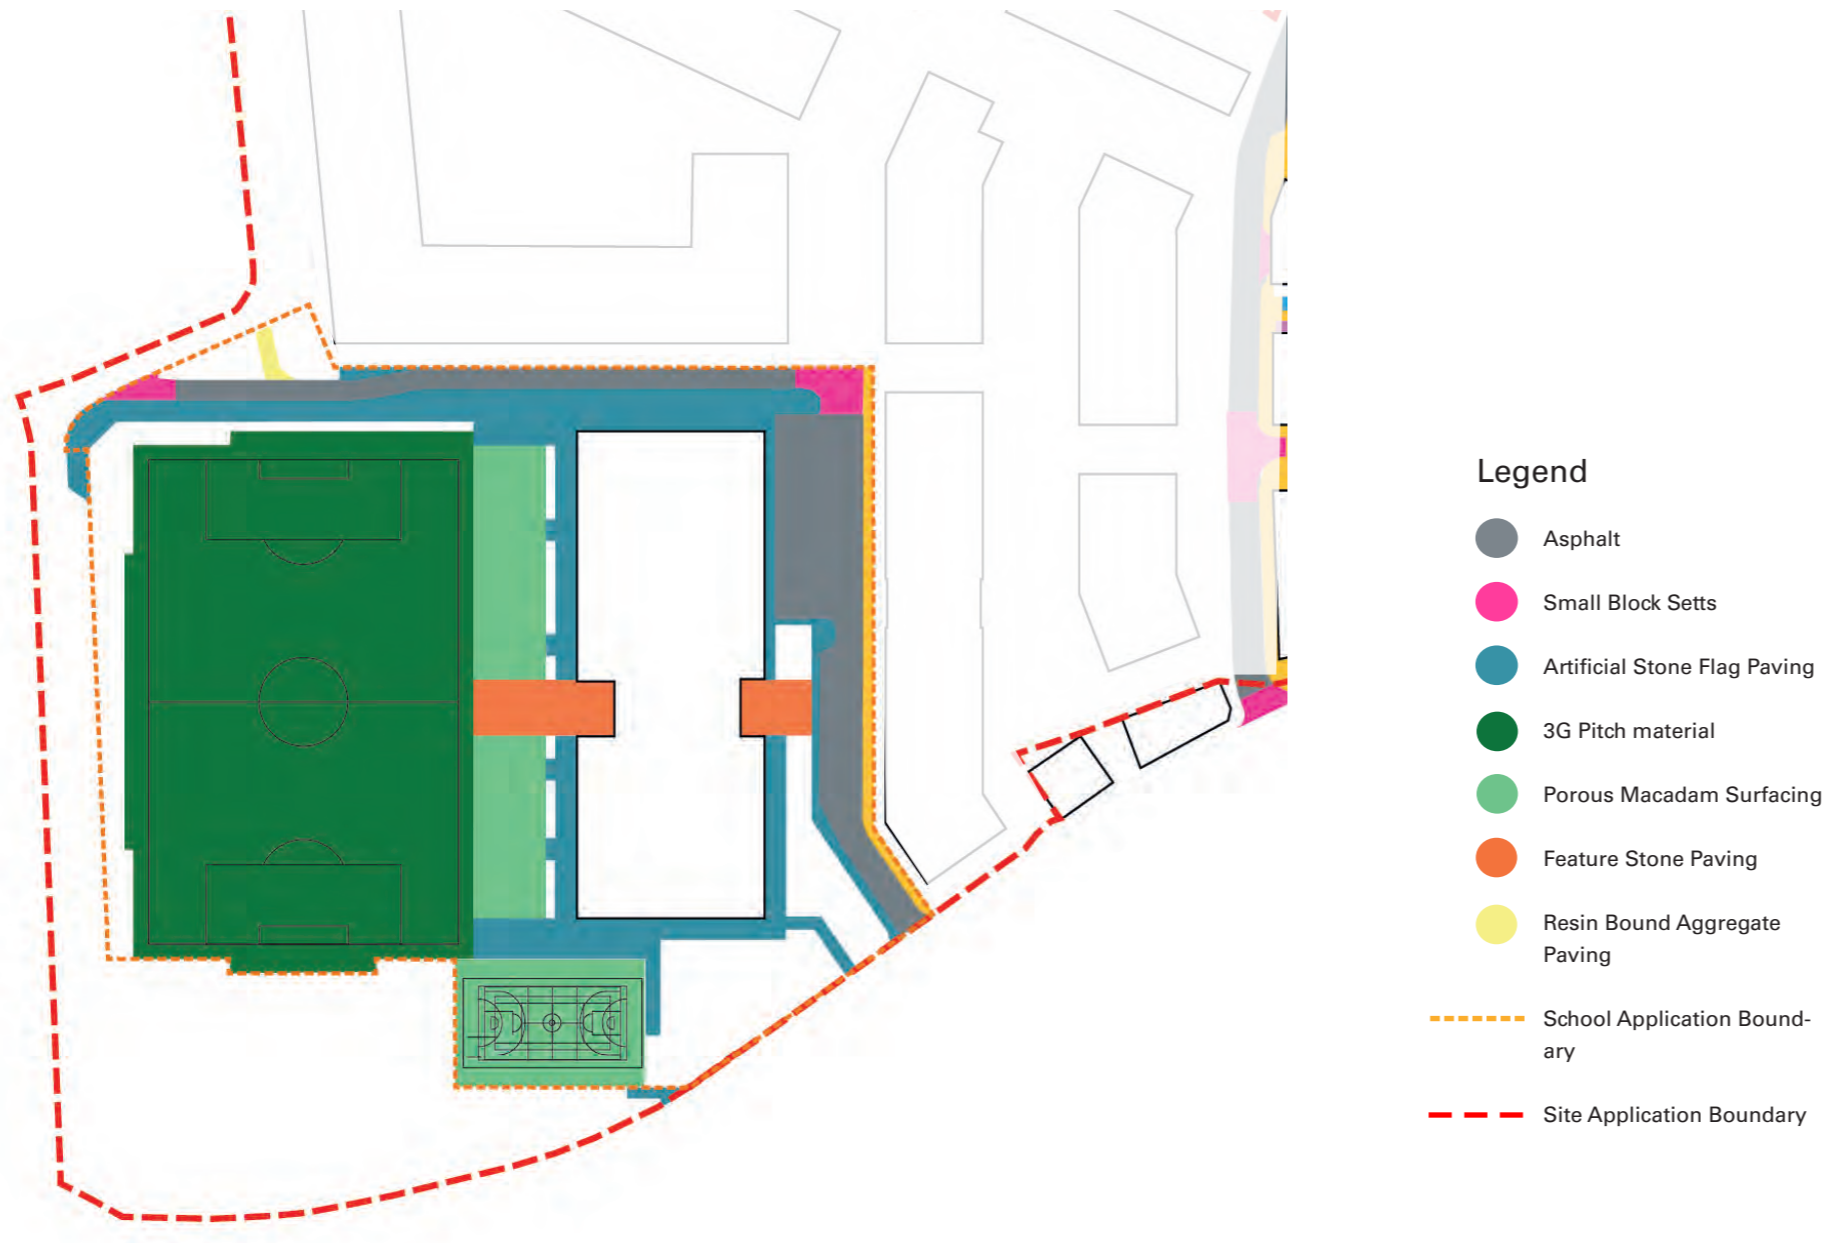 Legend
Asphalt
Small Block Setts
Artificial Stone Flag Paving
3G Pitch material
Porous Macadam Surfacing
Feature Stone Paving
Resin Bound Aggregate
Paving
School Application Bound-
ary
Site Application Boundary